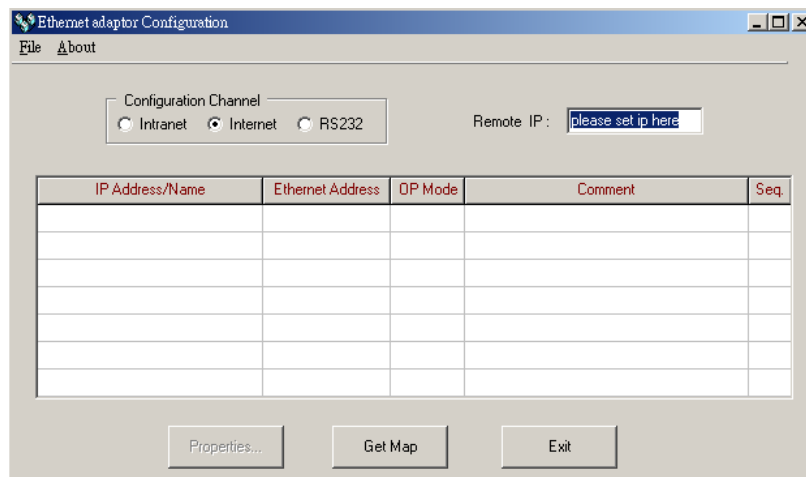 Ethernet adaptor Configuration
File About
Configuration Channel
Intranet Internet RS232
Remote IP : please set ip here
IP Address/Name Ethernet Address OP Mode Comment Seq.
Properties... Get Map Exit